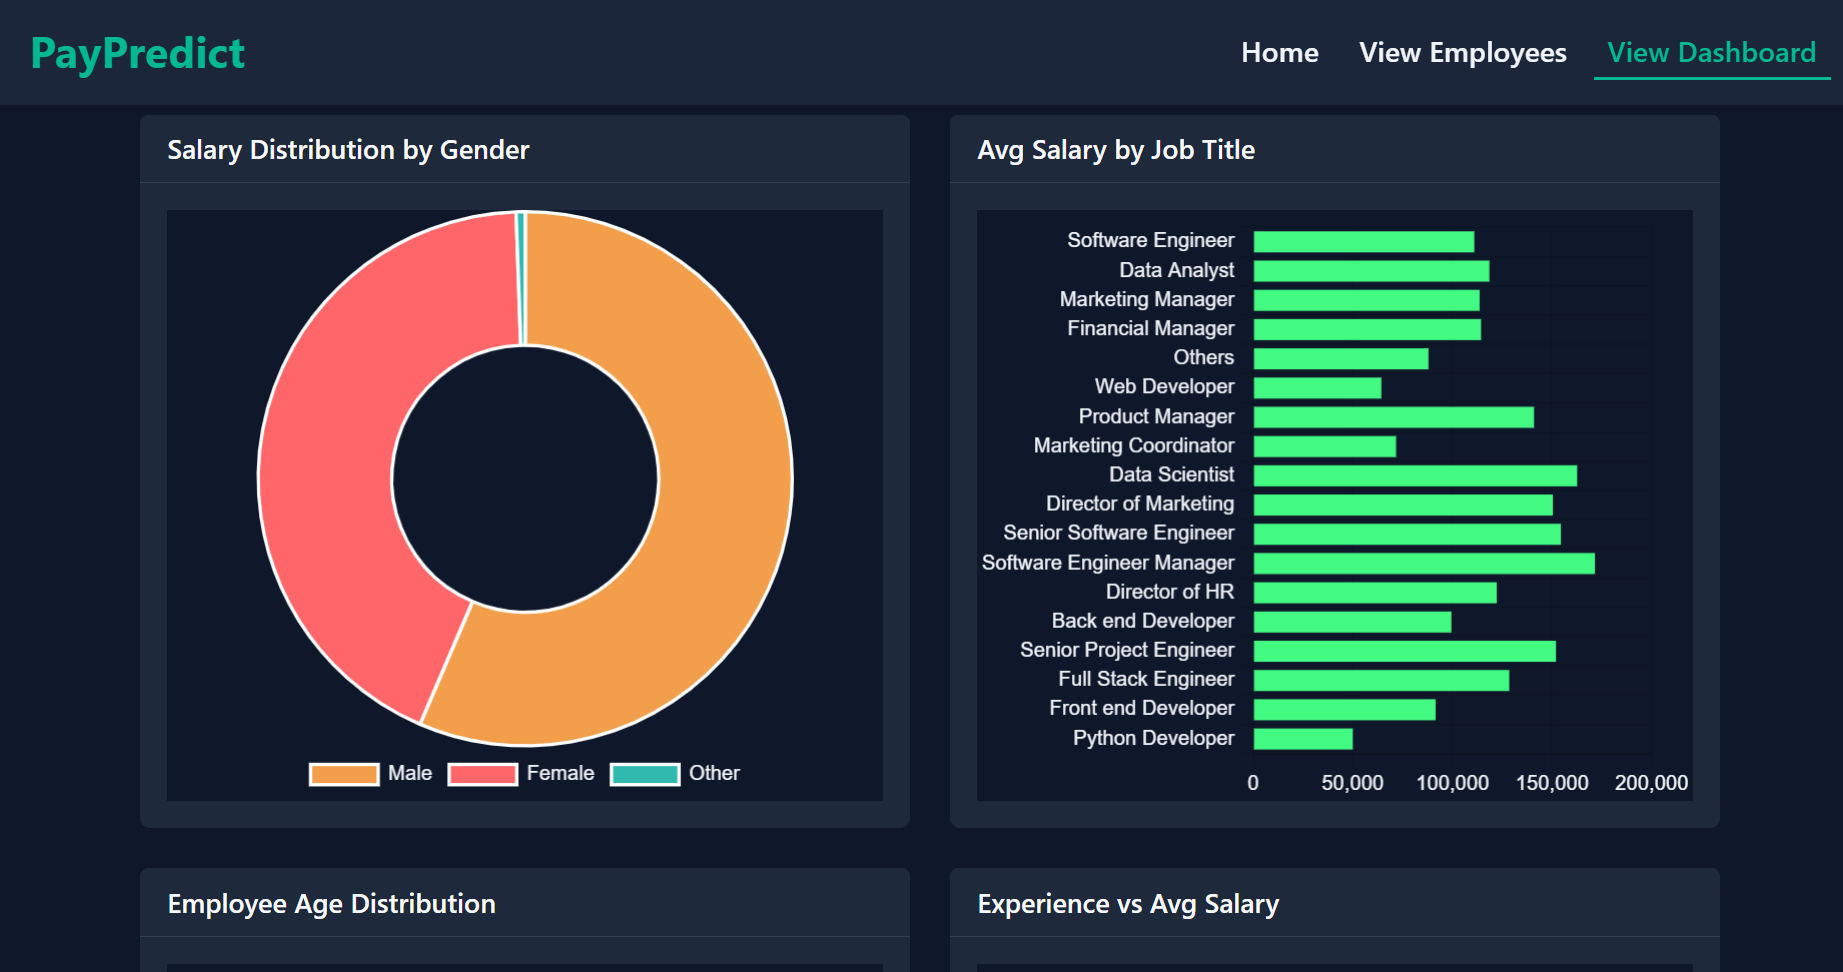 PayPredict
Home View Employees View Dashboard
Salary Distribution by Gender
Male Female Other
Avg Salary by Job Title
Software Engineer
Data Analyst
Marketing Manager
Financial Manager
Others
Web Developer
Product Manager
Marketing Coordinator
Data Scientist
Director of Marketing
Senior Software Engineer
Software Engineer Manager
Director of HR
Back end Developer
Senior Project Engineer
Full Stack Engineer
Front end Developer
Python Developer
0 50,000 100,000 150,000 200,000
Employee Age Distribution
Experience vs Avg Salary